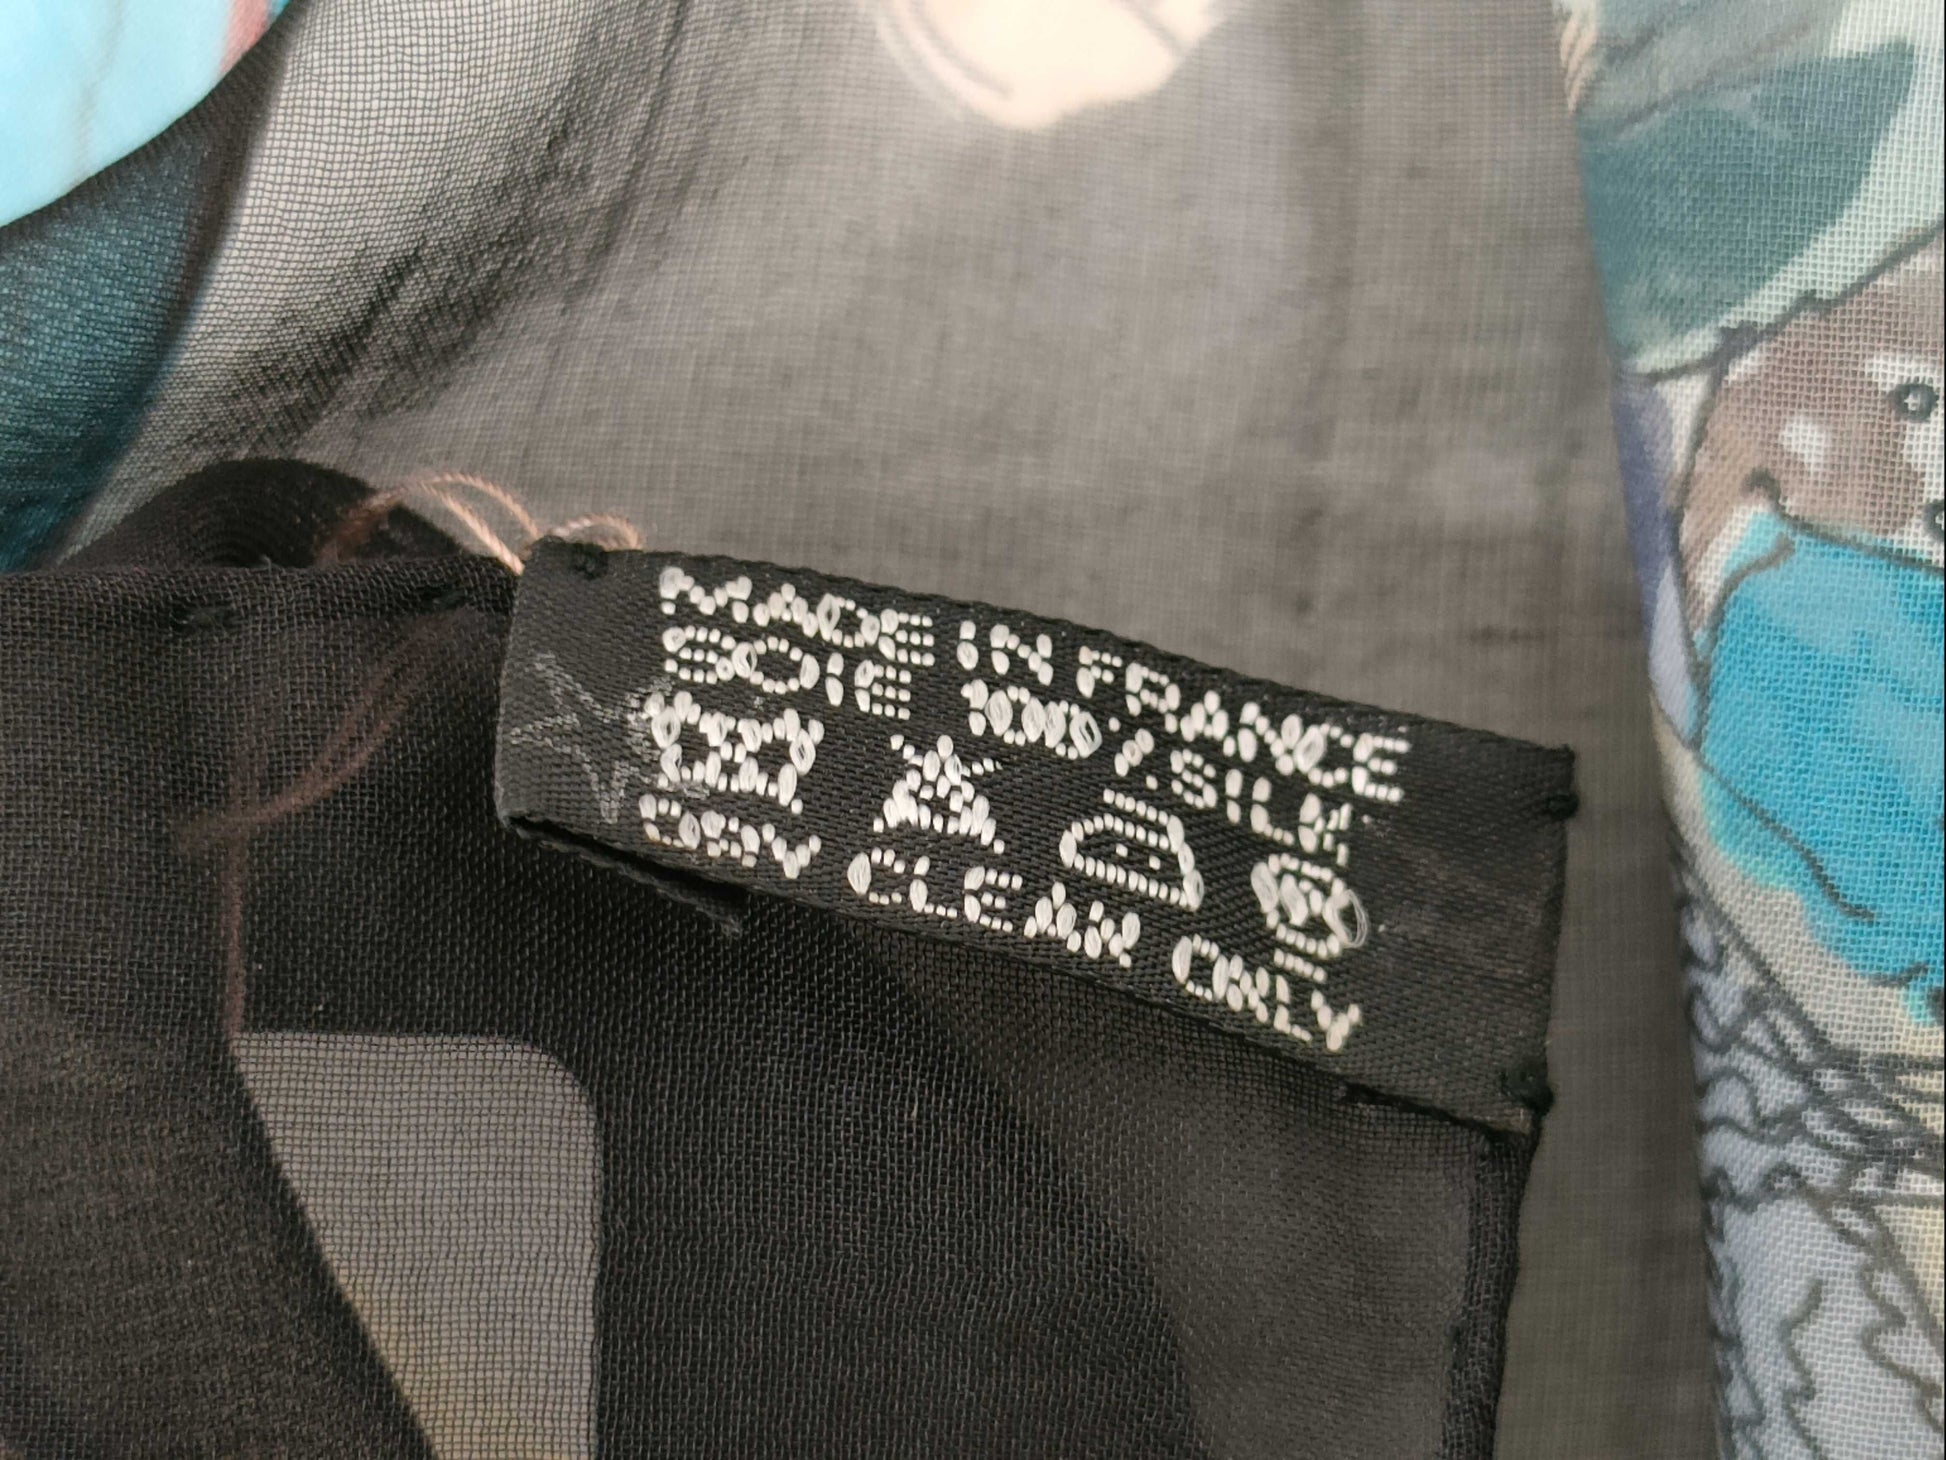 MADE IN FRANCE
SOIE 100% SILK
DRY CLEAN ONLY